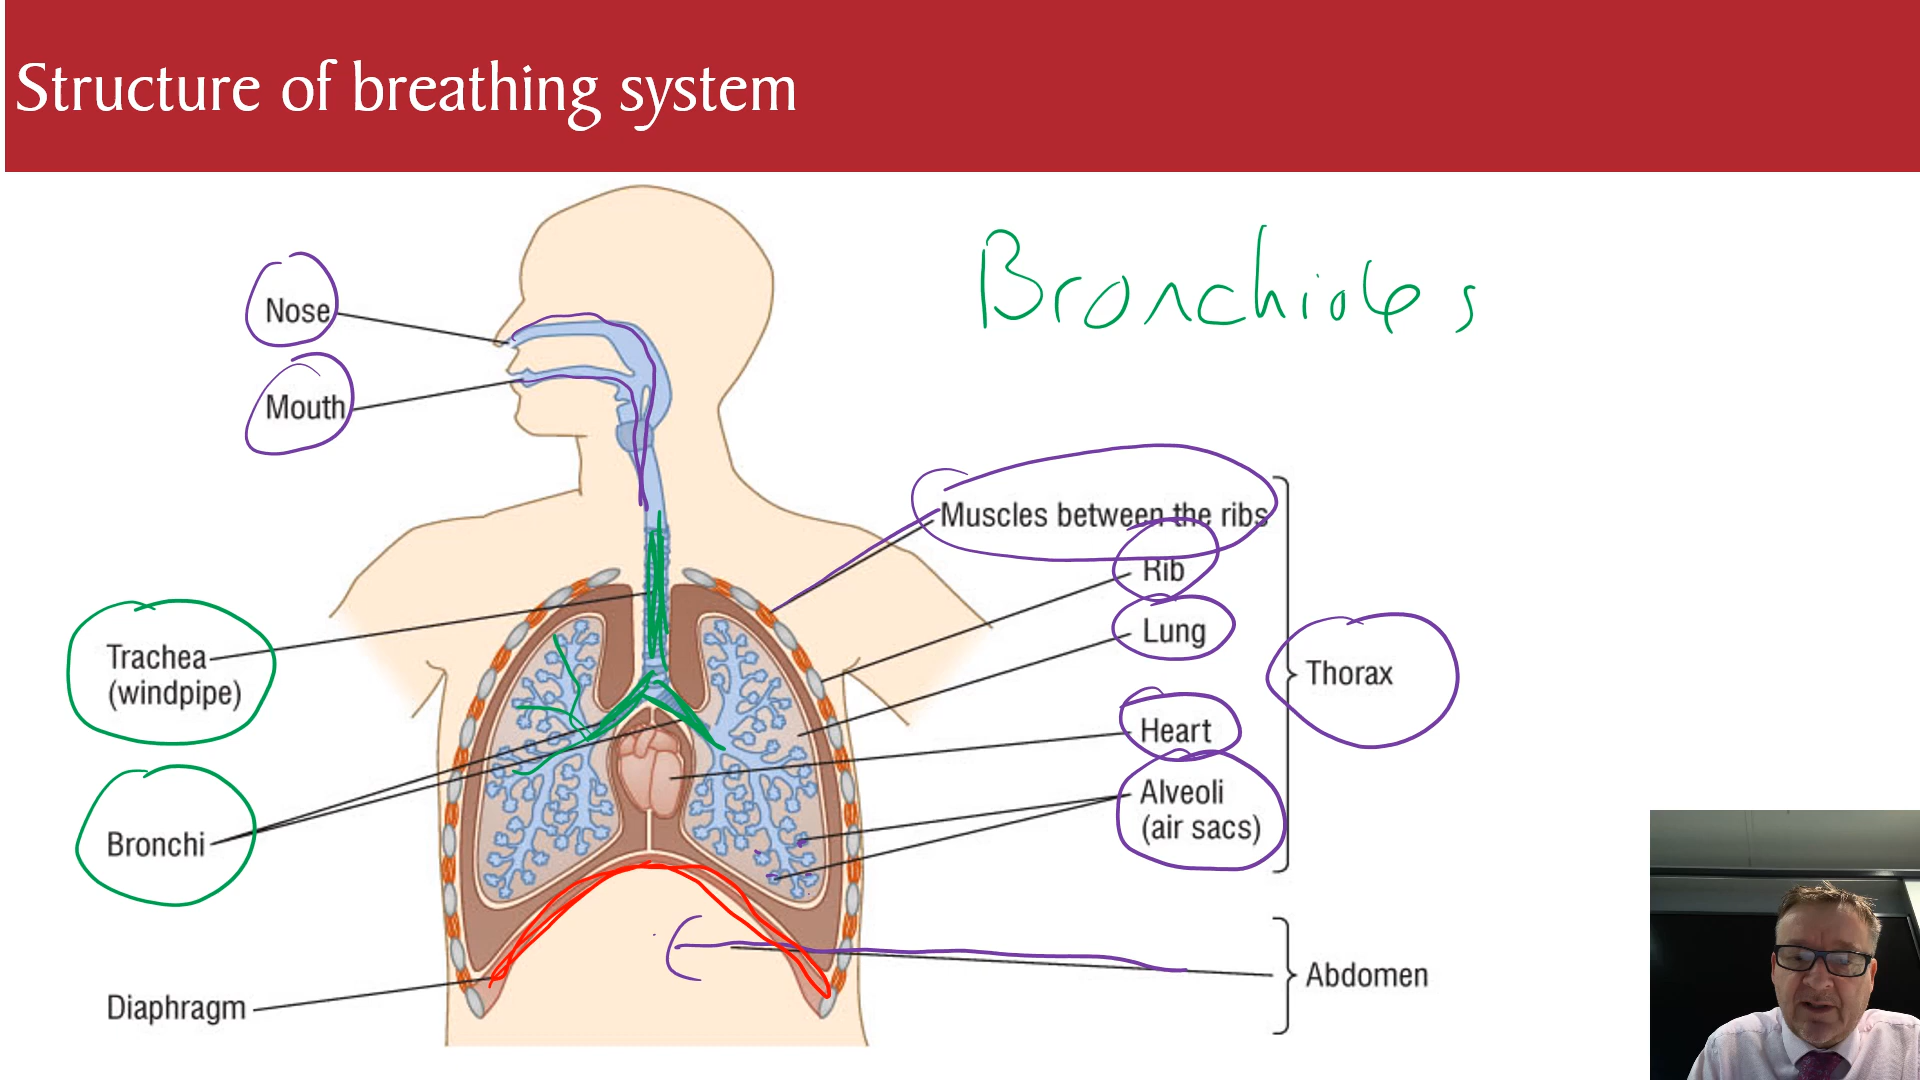 Structure of breathing system
Bronchioles
Nose
Mouth
Muscles between the ribs
Rib
Lung
Trachea
(windpipe)
Thorax
Heart
Alveoli
(air sacs)
Bronchi
Abdomen
Diaphragm